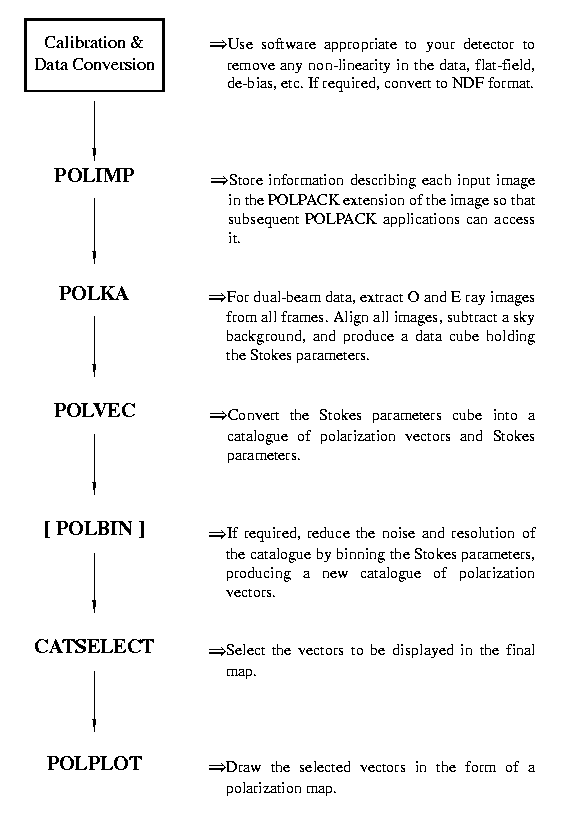 Calibration &
Data Conversion
⇒Use software appropriate to your detector to
remove any non-linearity in the data, flat-field,
de-bias, etc. If required, convert to NDF format.
POLIMP
⇒Store information describing each input image
in the POLPACK extension of the image so that
subsequent POLPACK applications can access
it.
POLKA
⇒For dual-beam data, extract O and E ray images
from all frames. Align all images, subtract a sky
background, and produce a data cube holding
the Stokes parameters.
POLVEC
⇒Convert the Stokes parameters cube into a
catalogue of polarization vectors and Stokes
parameters.
[ POLBIN ]
⇒If required, reduce the noise and resolution of
the catalogue by binning the Stokes parameters,
producing a new catalogue of polarization
vectors.
CATSELECT
⇒Select the vectors to be displayed in the final
map.
POLPLOT
⇒Draw the selected vectors in the form of a
polarization map.